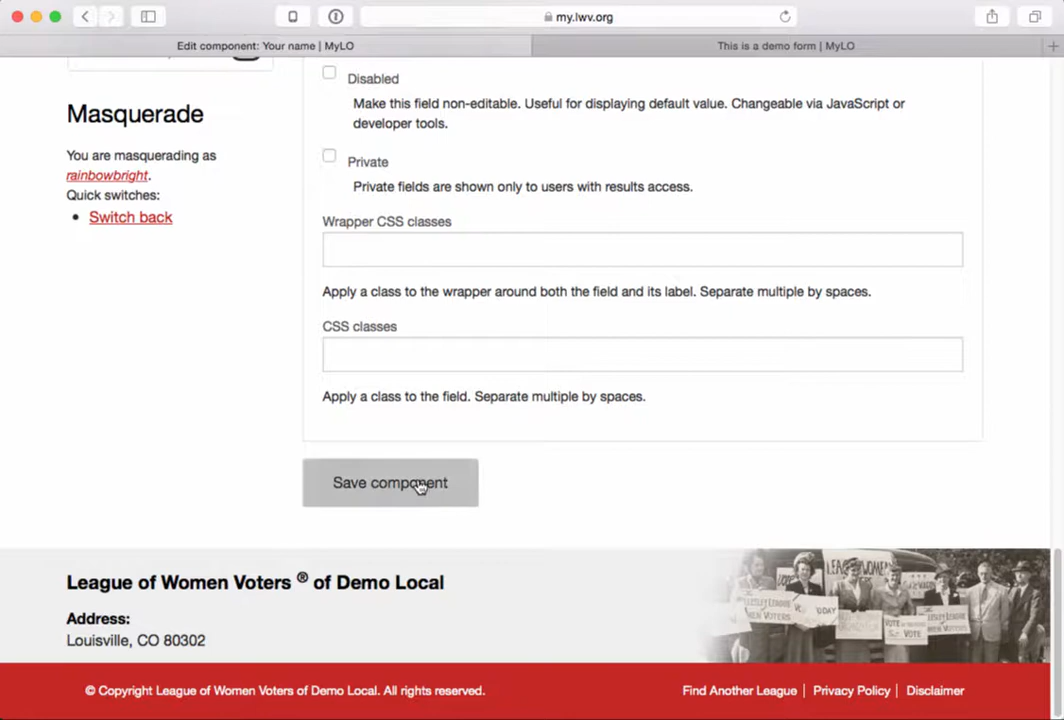 my.lwv.org
Edit component: Your name | MyLO
This is a demo form | MyLO
Masquerade
You are masquerading as
rainbowbright.
Quick switches:
Switch back
Disabled
Make this field non-editable. Useful for displaying default value. Changeable via JavaScript or
developer tools.
Private
Private fields are shown only to users with results access.
Wrapper CSS classes
Apply a class to the wrapper around both the field and its label. Separate multiple by spaces.
CSS classes
Apply a class to the field. Separate multiple by spaces.
Save component
League of Women Voters ® of Demo Local
Address:
Louisville, CO 80302
© Copyright League of Women Voters of Demo Local. All rights reserved.
Find Another League | Privacy Policy | Disclaimer